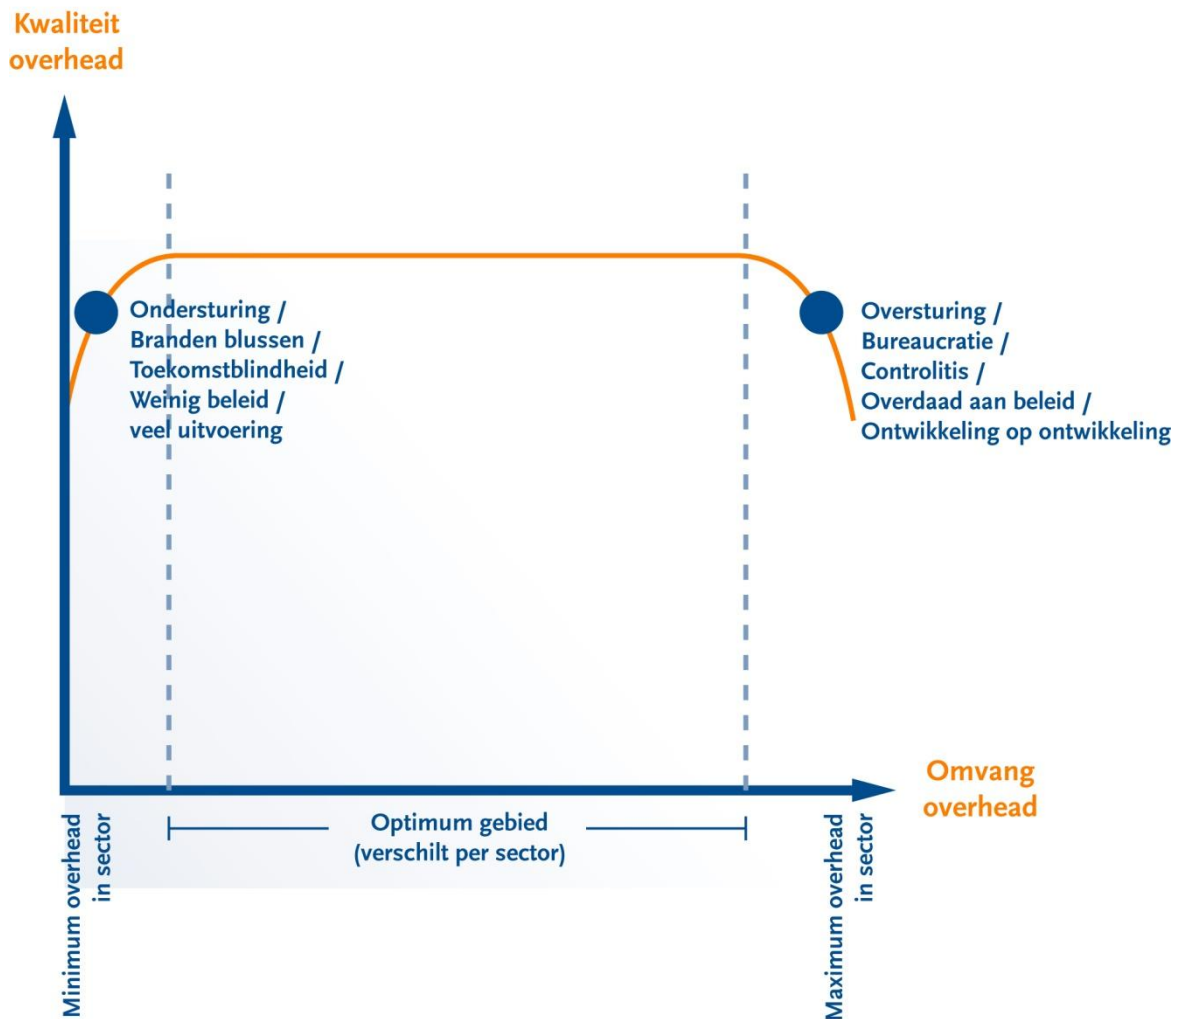 Kwaliteit
overhead
Ondersturing /
Branden blussen /
Toekomstblindheid /
Weinig beleid /
veel uitvoering
Oversturing /
Bureaucratie /
Controlitis /
Overdaad aan beleid /
Ontwikkeling op ontwikkeling
Omvang
overhead
Minimum overhead
in sector
Optimum gebied
(verschilt per sector)
Maximum overhead
in sector